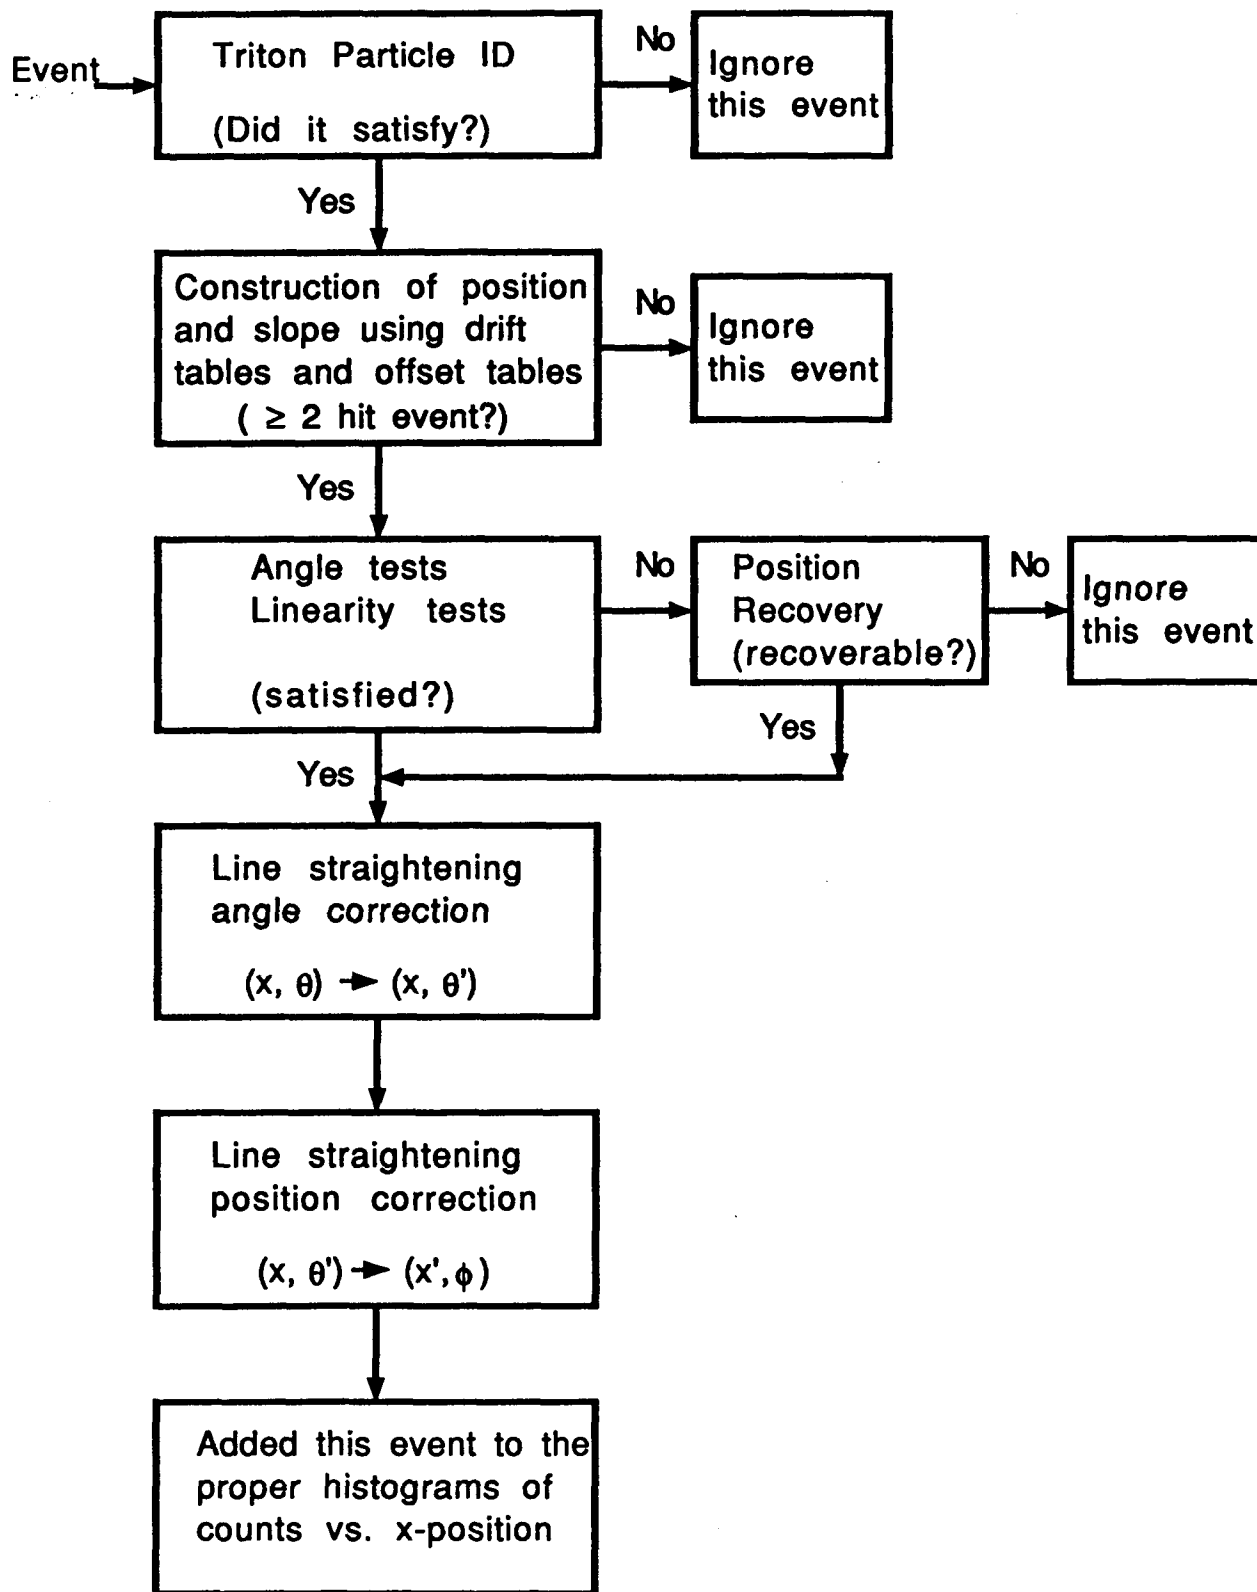 Event
Triton Particle ID
(Did it satisfy?)
No
Ignore
this event
Yes
Construction of position
and slope using drift
tables and offset tables
( ≥ 2 hit event?)
No
Ignore
this event
Yes
Angle tests
Linearity tests
(satisfied?)
No
Position
Recovery
(recoverable?)
No
Ignore
this event
Yes
Yes
Line straightening
angle correction
(x, θ) → (x, θ')
Line straightening
position correction
(x, θ') → (x', ϕ )
Added this event to the
proper histograms of
counts vs. x-position